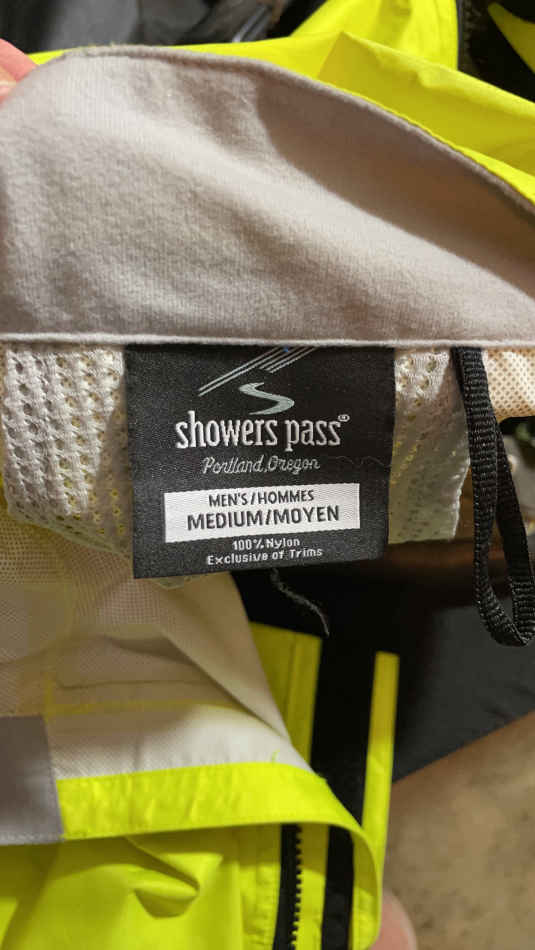 showers pass®
Portland, Oregon
MEN'S/HOMMES
MEDIUM/MOYEN
100% Nylon
Exclusive of Trims